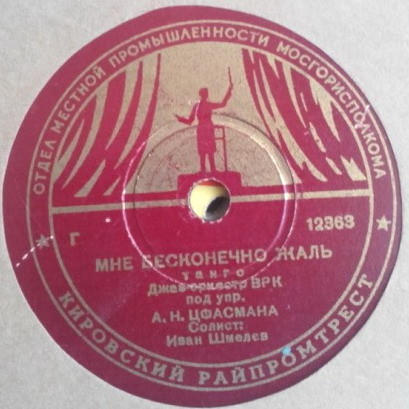 ОТДЕЛ МЕСТНОЙ ПРОМЫШЛЕННОСТИ МОСГОРИСПОЛКОМА
Г 12363
МНЕ БЕСКОНЕЧНО ЖАЛЬ
танго
Джаз-оркестр ВРК
под упр.
А. Н. ЦФАСМАНА
Солист:
Иван Шмелев
КИРОВСКИЙ РАЙПРОМТРЕСТ